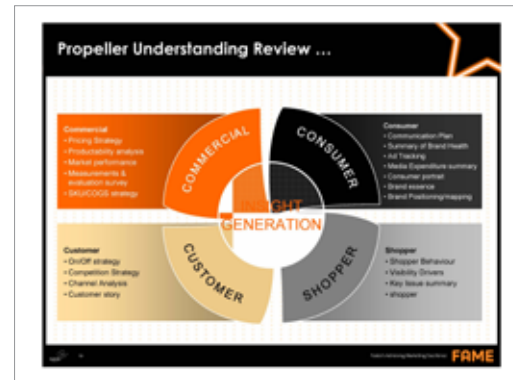 Propeller Understanding Review ...
Commercial
• Pricing Strategy
• Productability analysis
• Market performance
• Measurements &
evaluation survey
• SKU/COGS strategy
COMMERCIAL
CONSUMER
Consumer
• Communication Plan
• Summary of Brand Health
• Ad Tracking
• Media Expenditure summary
• Consumer portrait
• Brand essence
• Brand Positioning/mapping
INSIGHT
GENERATION
Customer
• On/Off strategy
• Competition Strategy
• Channel Analysis
• Customer story
CUSTOMER
SHOPPER
Shopper
• Shopper Behaviour
• Visibility Drivers
• Key Issue summary
• shopper
FAME